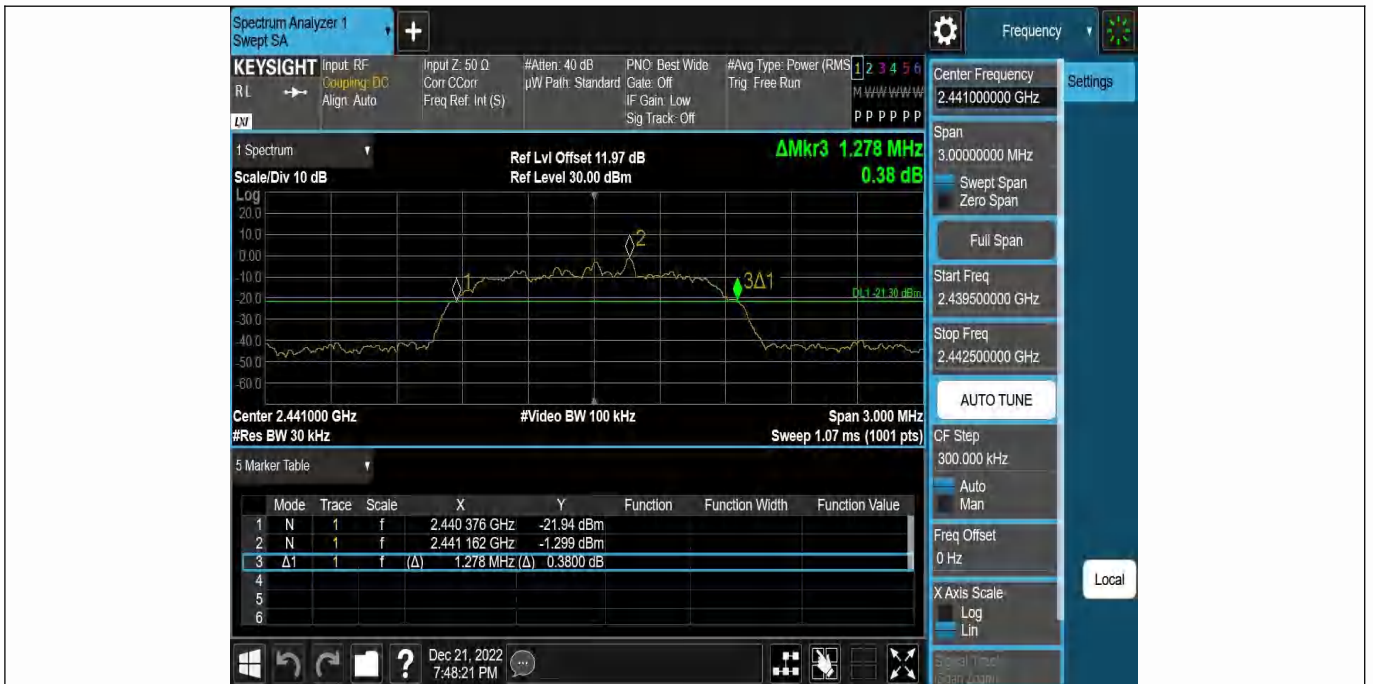 Spectrum Analyzer 1
Swept SA
+
Frequency
KEYSIGHT
RL
LXI
Input: RF
Coupling: DC
Align: Auto
Input Z: 50 Ω
Corr CCorr
Freq Ref: Int (S)
#Atten: 40 dB
µW Path: Standard
PNO: Best Wide
Gate: Off
IF Gain: Low
Sig Track: Off
#Avg Type: Power (RMS
Trig: Free Run
1 2 3 4 5 6
M W W W W W
P P P P P P
Center Frequency
2.441000000 GHz
Settings
Span
3.00000000 MHz
Swept Span
Zero Span
Full Span
Start Freq
2.439500000 GHz
Stop Freq
2.442500000 GHz
AUTO TUNE
CF Step
300.000 kHz
Auto
Man
Freq Offset
0 Hz
X Axis Scale
Log
Lin
Signal Track
(Span Zoom)
Local
1 Spectrum
Scale/Div 10 dB
Ref Lvl Offset 11.97 dB
Ref Level 30.00 dBm
ΔMkr3 1.278 MHz
0.38 dB
Log
20.0
10.0
0.00
-10.0
-20.0
-30.0
-40.0
-50.0
-60.0
1
2
3Δ1
DL1 -21.30 dBm
Center 2.441000 GHz
#Video BW 100 kHz
Span 3.000 MHz
#Res BW 30 kHz
Sweep 1.07 ms (1001 pts)
5 Marker Table
Mode Trace Scale X Y Function Function Width Function Value
1 N 1 f 2.440 376 GHz -21.94 dBm
2 N 1 f 2.441 162 GHz -1.299 dBm
3 Δ1 1 f (Δ) 1.278 MHz (Δ) 0.3800 dB
4
5
6
?
Dec 21, 2022
7:48:21 PM